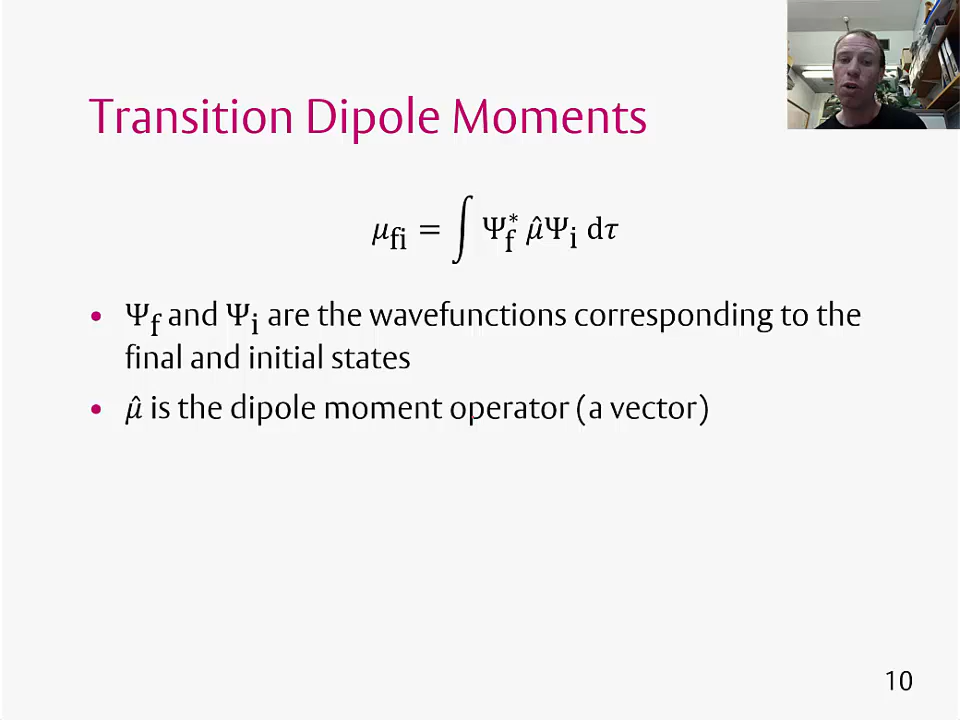 Transition Dipole Moments
μ_fi = ∫ Ψ_f^* μ̂Ψ_i dτ
• Ψ_f and Ψ_i are the wavefunctions corresponding to the
final and initial states
• μ̂ is the dipole moment operator (a vector)
10